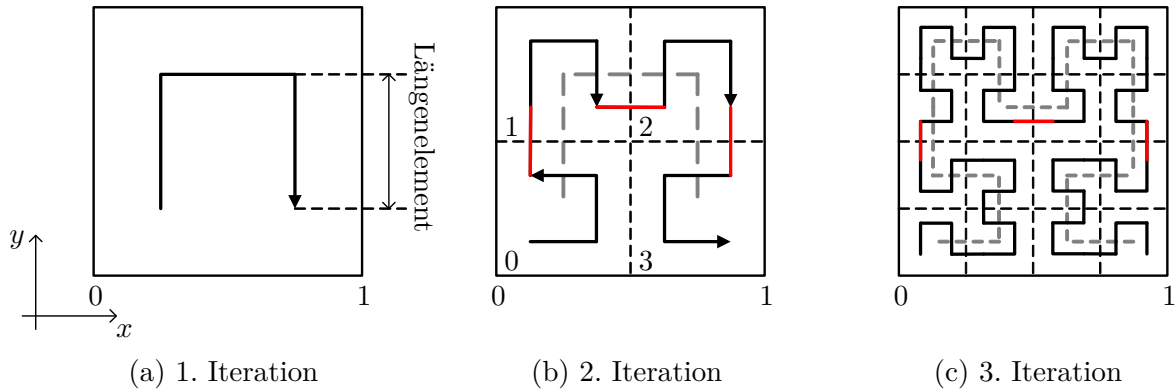 Längenelement
y
x
0
1
1
2
0
3
0
1
0
1
(a) 1. Iteration
(b) 2. Iteration
(c) 3. Iteration